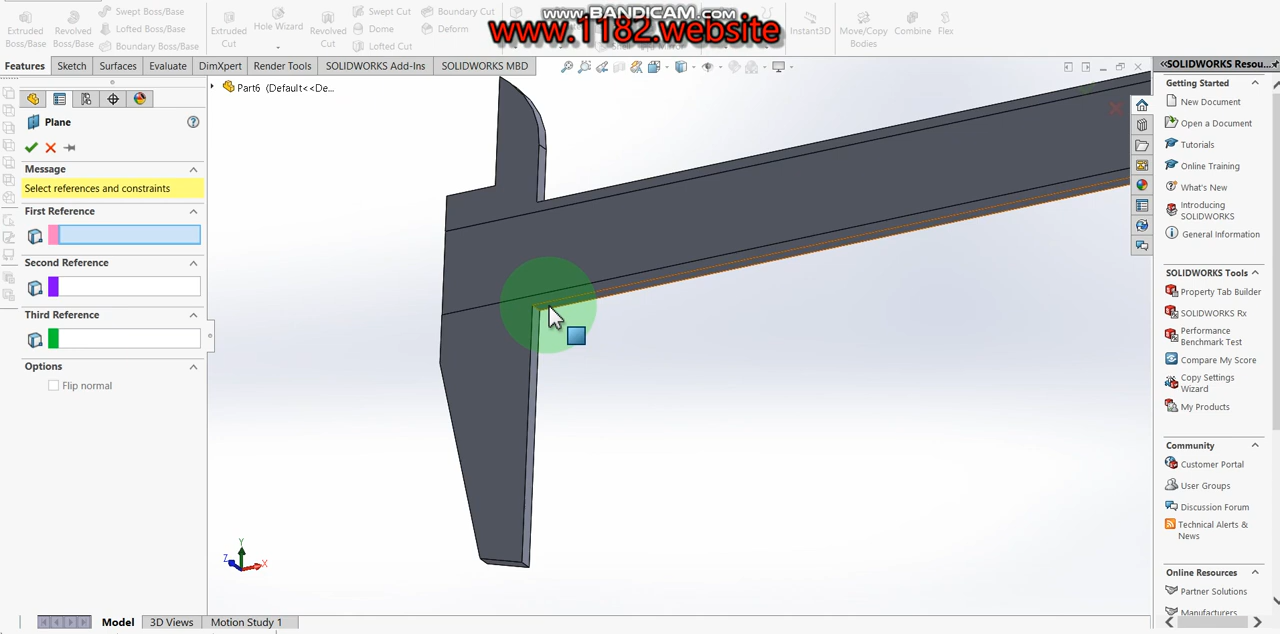 www.BANDICAM.com
www.1182.website
Extruded Boss/Base
Revolved Boss/Base
Swept Boss/Base
Lofted Boss/Base
Boundary Boss/Base
Extruded Cut
Hole Wizard
Revolved Cut
Swept Cut
Dome
Lofted Cut
Boundary Cut
Deform
Instant3D
Move/Copy Bodies
Combine
Flex
Features
Sketch
Surfaces
Evaluate
DimXpert
Render Tools
SOLIDWORKS Add-Ins
SOLIDWORKS MBD
Part6 (Default<<De...
Plane
Message
Select references and constraints
First Reference
Second Reference
Third Reference
Options
Flip normal
Y
Z
X
Model
3D Views
Motion Study 1
SOLIDWORKS Resou...
Getting Started
New Document
Open a Document
Tutorials
Online Training
What's New
Introducing
SOLIDWORKS
General Information
SOLIDWORKS Tools
Property Tab Builder
SOLIDWORKS Rx
Performance
Benchmark Test
Compare My Score
Copy Settings
Wizard
My Products
Community
Customer Portal
User Groups
Discussion Forum
Technical Alerts &
News
Online Resources
Partner Solutions
Manufacturers